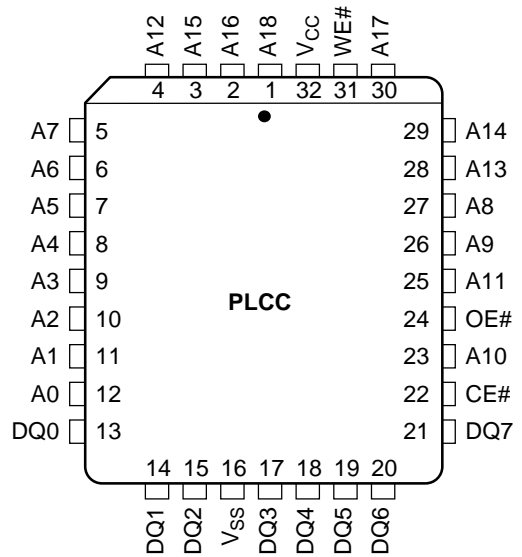 A12 A15 A16 A18 VCC WE# A17
4 3 2 1 32 31 30
A7 5 29 A14
A6 6 28 A13
A5 7 27 A8
A4 8 26 A9
A3 9 25 A11
PLCC
A2 10 24 OE#
A1 11 23 A10
A0 12 22 CE#
DQ0 13 21 DQ7
14 15 16 17 18 19 20
DQ1 DQ2 VSS DQ3 DQ4 DQ5 DQ6